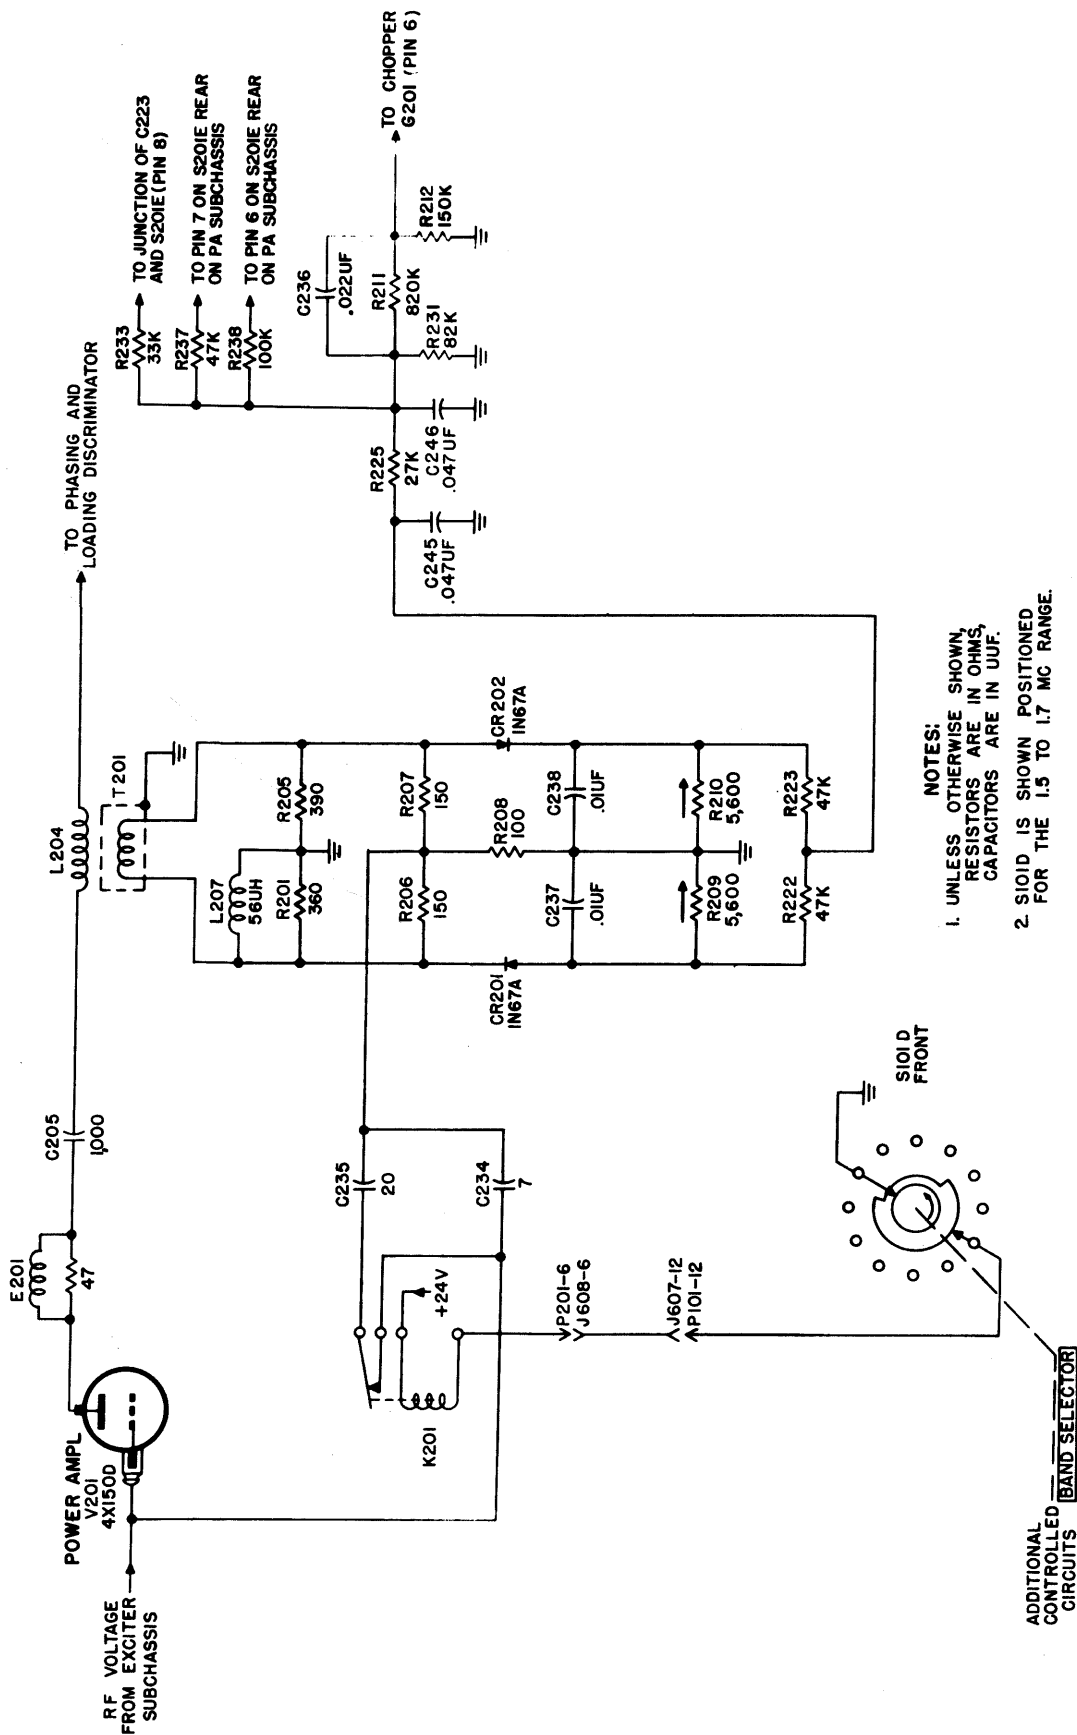 TO CHOPPER
G201 (PIN 6)
TO JUNCTION OF C223
AND S201E (PIN 8)
TO PIN 7 ON S201E REAR
ON PA SUBCHASSIS
TO PIN 6 ON S201E REAR
ON PA SUBCHASSIS
R233
33K
R237
47K
R238
100K
C236
.022UF
R211
820K
R212
150K
R231
82K
C246
.047UF
R225
27K
C245
.047UF
TO PHASING AND
LOADING DISCRIMINATOR
L204
T201
L207
56UH
R201
360
R205
390
R206
150
R207
150
R208
100
CR202
1N67A
CR201
1N67A
C238
.01UF
C237
.01UF
R210
5,600
R209
5,600
R223
47K
R222
47K
C205
1,000
E201
47
POWER AMPL
V201
4X150D
RF VOLTAGE
FROM EXCITER
SUBCHASSIS
C235
20
C234
7
+24V
K201
P201-6
J608-6
J607-12
P101-12
S101 D
FRONT
ADDITIONAL
CONTROLLED
CIRCUITS
BAND SELECTOR
NOTES:
1. UNLESS OTHERWISE SHOWN,
RESISTORS ARE IN OHMS,
CAPACITORS ARE IN UUF.
2. S101D IS SHOWN POSITIONED
FOR THE 1.5 TO 1.7 MC RANGE.